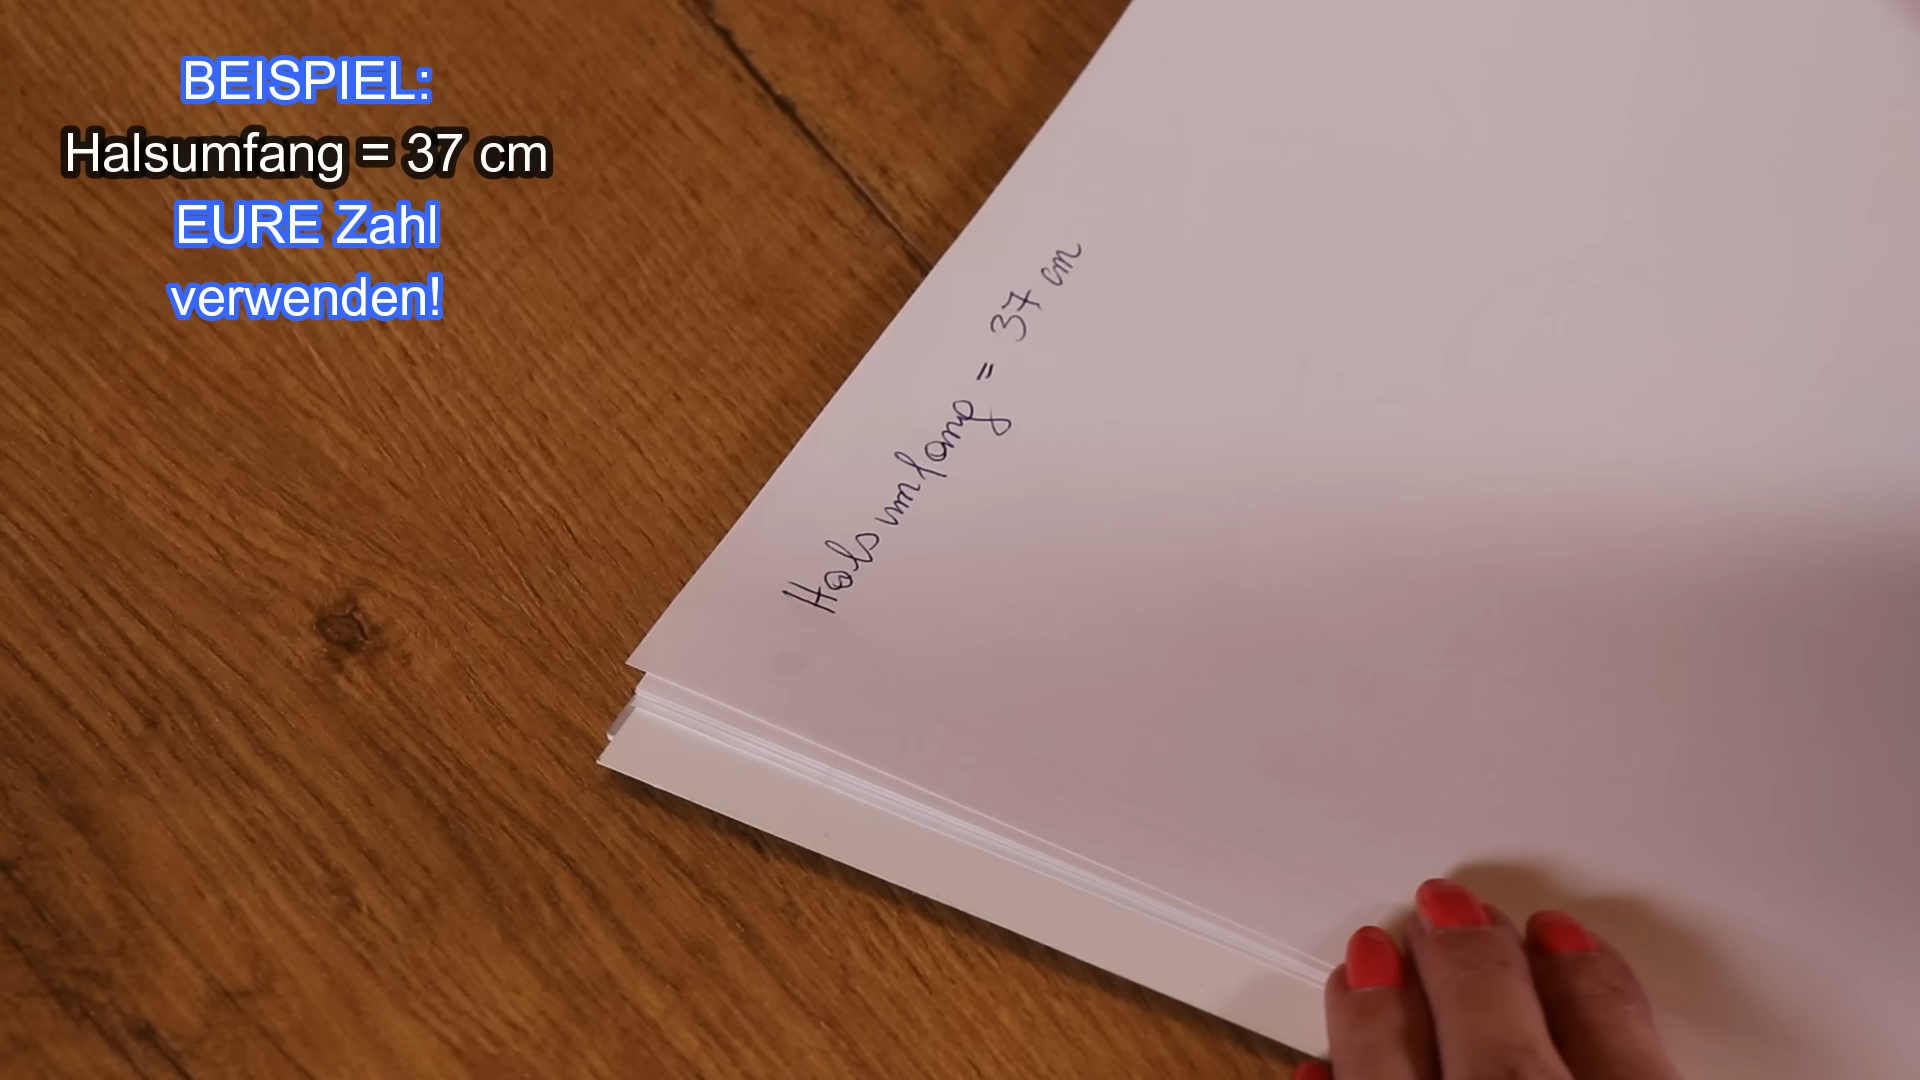 BEISPIEL:
Halsumfang = 37 cm
EURE Zahl
verwenden!
Halsumfang = 37 cm